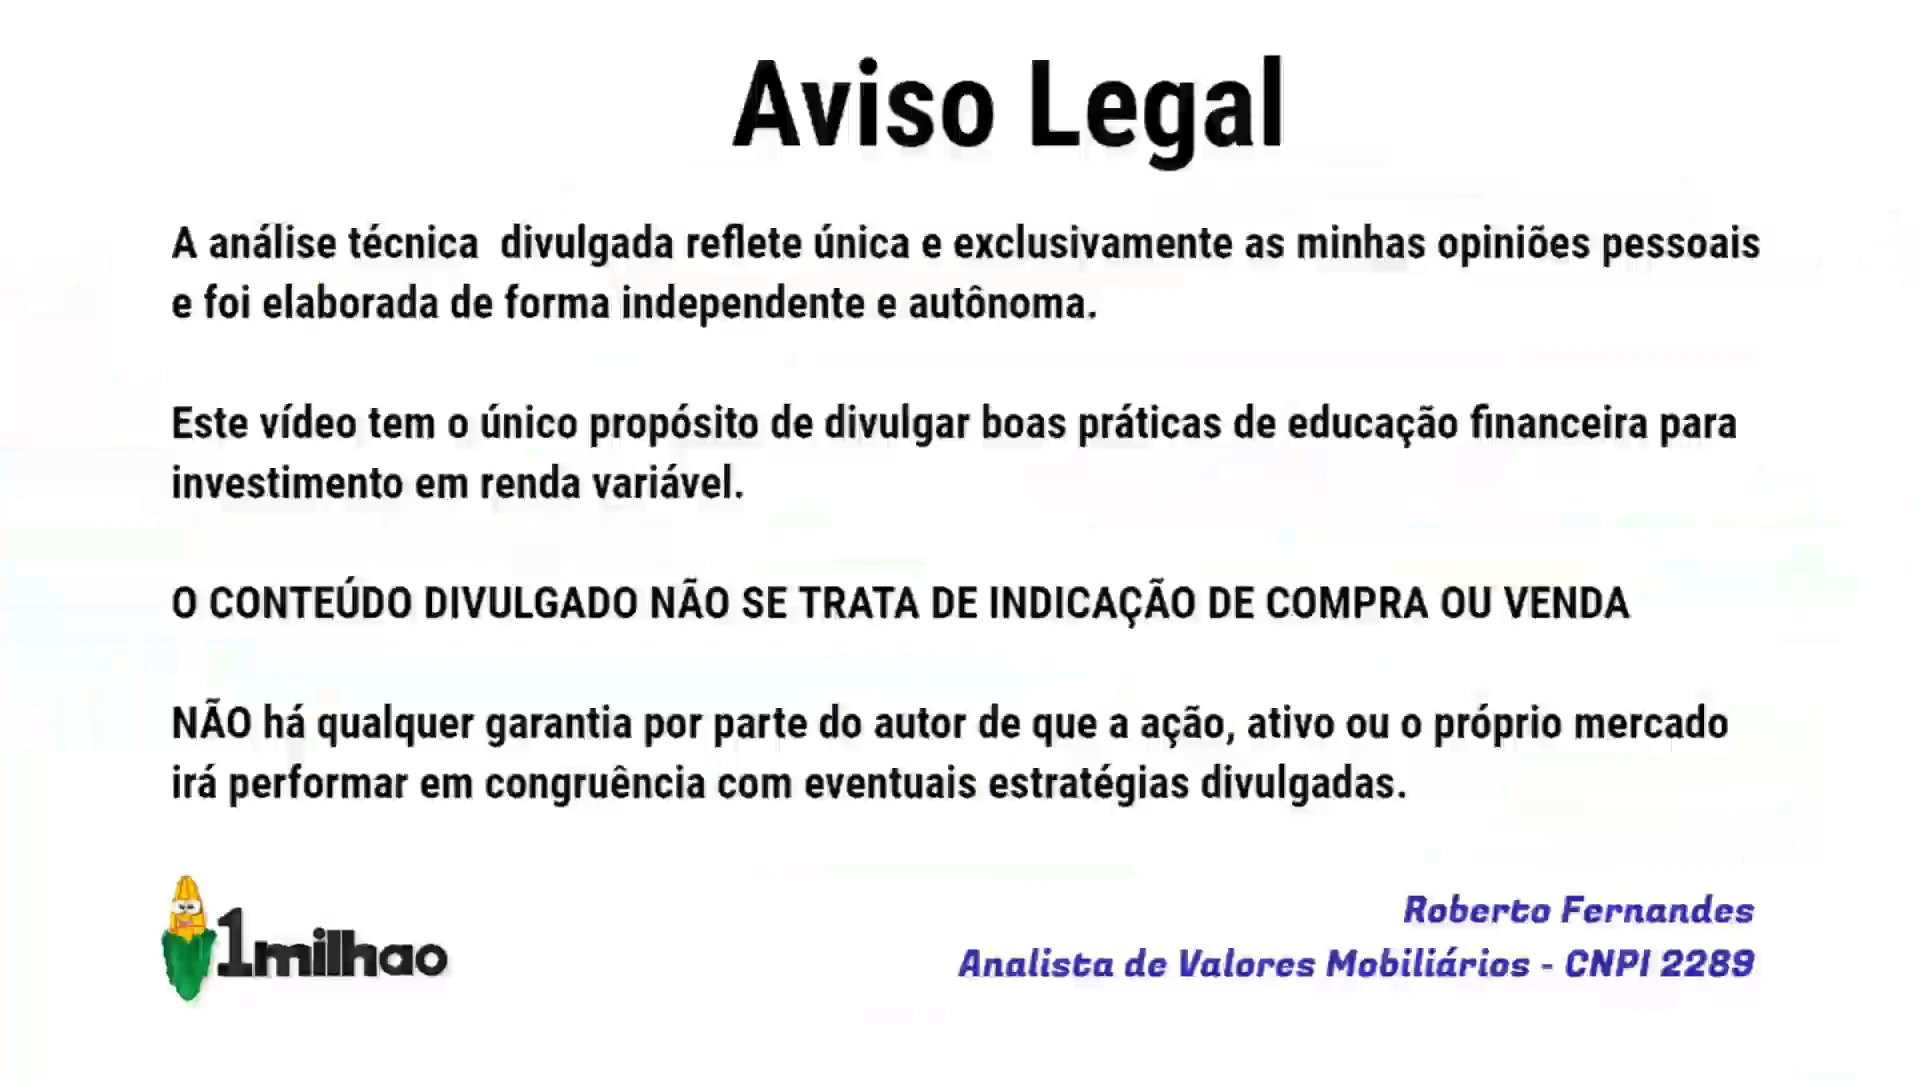 Aviso Legal
A análise técnica divulgada reflete única e exclusivamente as minhas opiniões pessoais
e foi elaborada de forma independente e autônoma.
Este vídeo tem o único propósito de divulgar boas práticas de educação financeira para
investimento em renda variável.
O CONTEÚDO DIVULGADO NÃO SE TRATA DE INDICAÇÃO DE COMPRA OU VENDA
NÃO há qualquer garantia por parte do autor de que a ação, ativo ou o próprio mercado
irá performar em congruência com eventuais estratégias divulgadas.
1milhao
Roberto Fernandes
Analista de Valores Mobiliários - CNPI 2289